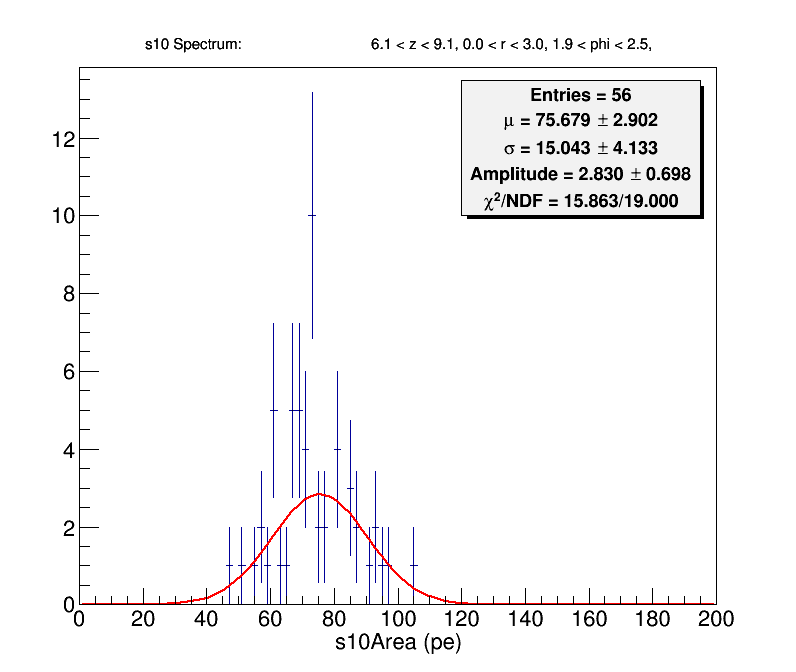 s10 Spectrum: 6.1 < z < 9.1, 0.0 < r < 3.0, 1.9 < phi < 2.5,
Entries = 56
μ = 75.679 ± 2.902
σ = 15.043 ± 4.133
Amplitude = 2.830 ± 0.698
χ²/NDF = 15.863/19.000
12
10
8
6
4
2
0
0 20 40 60 80 100 120 140 160 180 200
s10Area (pe)